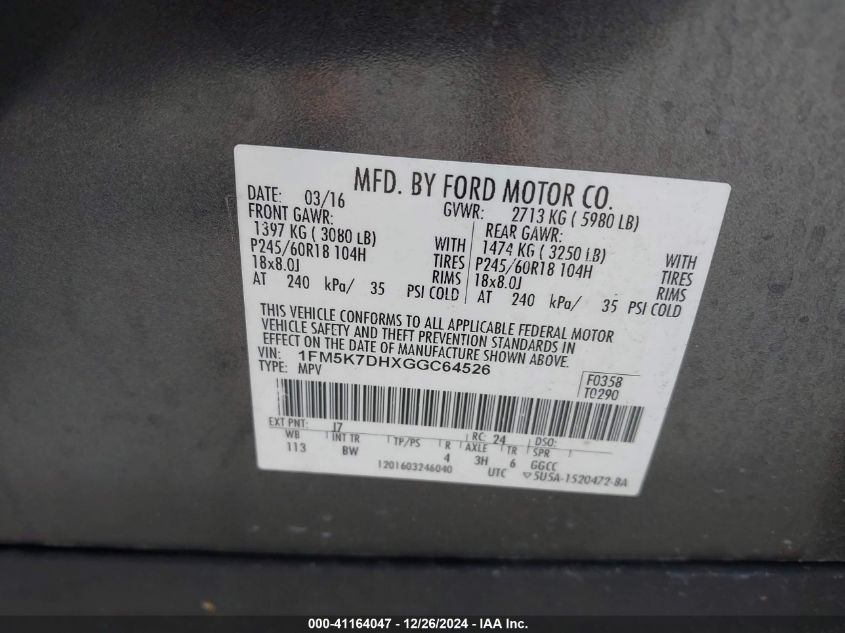 MFD. BY FORD MOTOR CO.
DATE: 03/16 GVWR: 2713 KG ( 5980 LB)
FRONT GAWR: REAR GAWR:
1397 KG ( 3080 LB) WITH 1474 KG ( 3250 LB) WITH
P245/60R18 104H TIRES P245/60R18 104H TIRES
18x8.0J RIMS 18x8.0J RIMS
AT 240 kPa/ 35 PSI COLD AT 240 kPa/ 35 PSI COLD
THIS VEHICLE CONFORMS TO ALL APPLICABLE FEDERAL MOTOR
VEHICLE SAFETY AND THEFT PREVENTION STANDARDS IN
EFFECT ON THE DATE OF MANUFACTURE SHOWN ABOVE.
VIN: 1FM5K7DHXGGC64526
TYPE: MPV
F0358
T0290
EXT PNT: J7 RC: 24 DSO:
WB INT TR TP/PS R AXLE TR SPR
113 BW 4 3H 6 GGCC
1201603246040 UTC ▽5U5A-1520472-BA
000-41164047 - 12/26/2024 - IAA Inc.